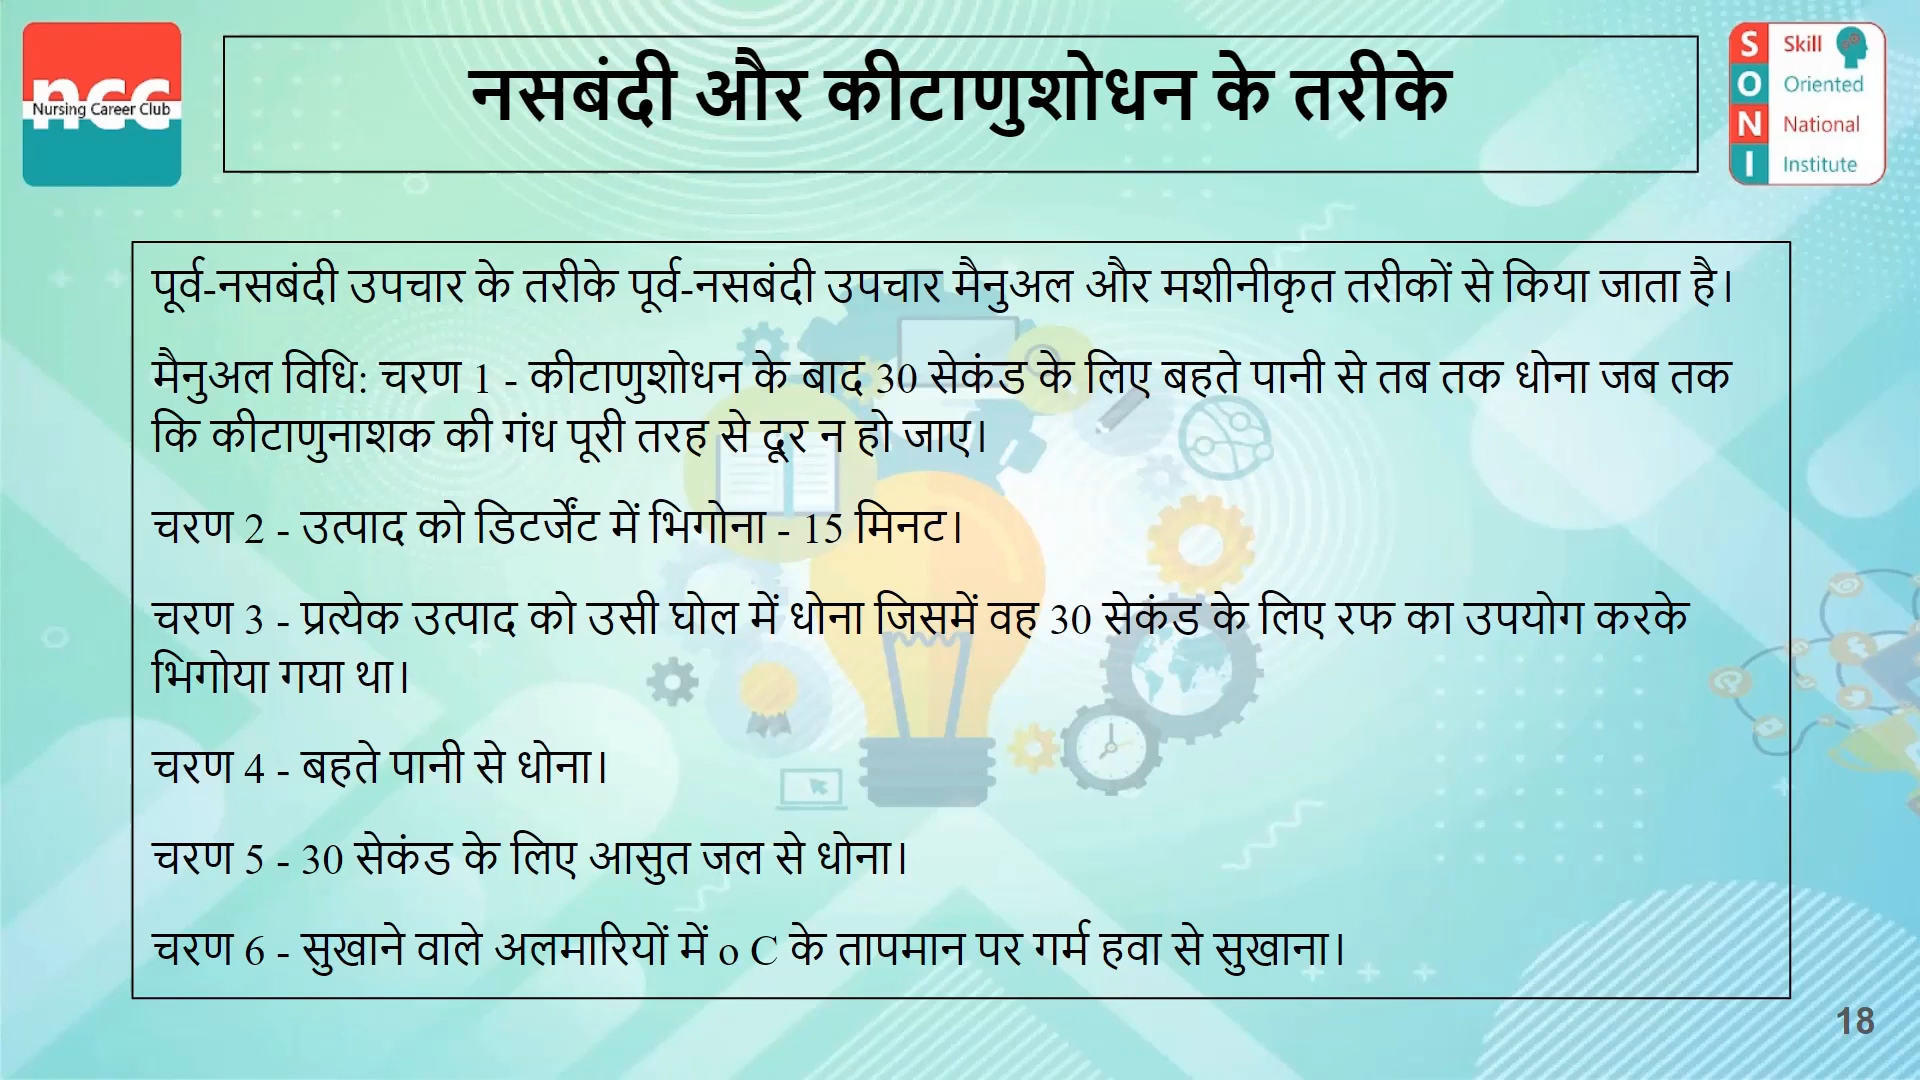 ncc
Nursing Career Club
नसबंदी और कीटाणुशोधन के तरीके
S Skill
O Oriented
N National
I Institute
पूर्व-नसबंदी उपचार के तरीके पूर्व-नसबंदी उपचार मैनुअल और मशीनीकृत तरीकों से किया जाता है।
मैनुअल विधि: चरण 1 - कीटाणुशोधन के बाद 30 सेकंड के लिए बहते पानी से तब तक धोना जब तक
कि कीटाणुनाशक की गंध पूरी तरह से दूर न हो जाए।
चरण 2 - उत्पाद को डिटर्जेंट में भिगोना - 15 मिनट।
चरण 3 - प्रत्येक उत्पाद को उसी घोल में धोना जिसमें वह 30 सेकंड के लिए रफ का उपयोग करके
भिगोया गया था।
चरण 4 - बहते पानी से धोना।
चरण 5 - 30 सेकंड के लिए आसुत जल से धोना।
चरण 6 - सुखाने वाले अलमारियों में o C के तापमान पर गर्म हवा से सुखाना।
18